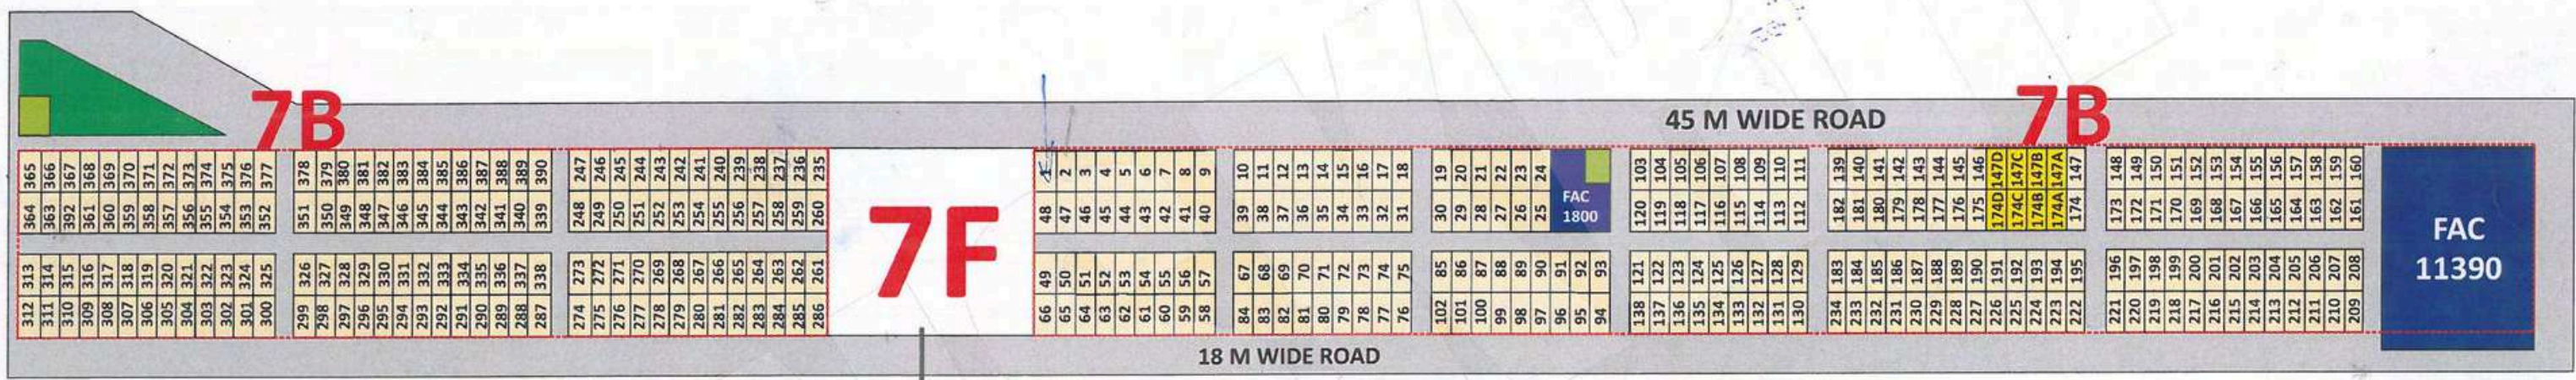 7B
45 M WIDE ROAD
7B
365 366 367 368 369 370 371 372 373 374 375 376 377
364 363 392 361 360 359 358 357 356 355 354 353 352
378 379 380 381 382 383 384 385 386 387 388 389 390
351 350 349 348 347 346 345 344 343 342 341 340 339
247 246 245 244 243 242 241 240 239 238 237 236 235
248 249 250 251 252 253 254 255 256 257 258 259 260
7F
1 2 3 4 5 6 7 8 9
48 47 46 45 44 43 42 41 40
10 11 12 13 14 15 16 17 18
39 38 37 36 35 34 33 32 31
19 20 21 22 23 24
30 29 28 27 26 25
FAC
1800
103 104 105 106 107 108 109 110 111
120 119 118 117 116 115 114 113 112
139 140 141 142 143 144 145 146 147D 147C 147B 147A 147
182 181 180 179 178 177 176 175 174D 174C 174B 174A 174
148 149 150 151 152 153 154 155 156 157 158 159 160
173 172 171 170 169 168 167 166 165 164 163 162 161
FAC
11390
313 314 315 316 317 318 319 320 321 322 323 324 325
312 311 310 309 308 307 306 305 304 303 302 301 300
326 327 328 329 330 331 332 333 334 335 336 337 338
299 298 297 296 295 294 293 292 291 290 289 288 287
273 272 271 270 269 268 267 266 265 264 263 262 261
274 275 276 277 278 279 280 281 282 283 284 285 286
49 50 51 52 53 54 55 56 57
66 65 64 63 62 61 60 59 58
67 68 69 70 71 72 73 74 75
84 83 82 81 80 79 78 77 76
85 86 87 88 89 90 91 92 93
102 101 100 99 98 97 96 95 94
121 122 123 124 125 126 127 128 129
138 137 136 135 134 133 132 131 130
183 184 185 186 187 188 189 190 191 192 193 194 195
234 233 232 231 230 229 228 227 226 225 224 223 222
196 197 198 199 200 201 202 203 204 205 206 207 208
221 220 219 218 217 216 215 214 213 212 211 210 209
18 M WIDE ROAD